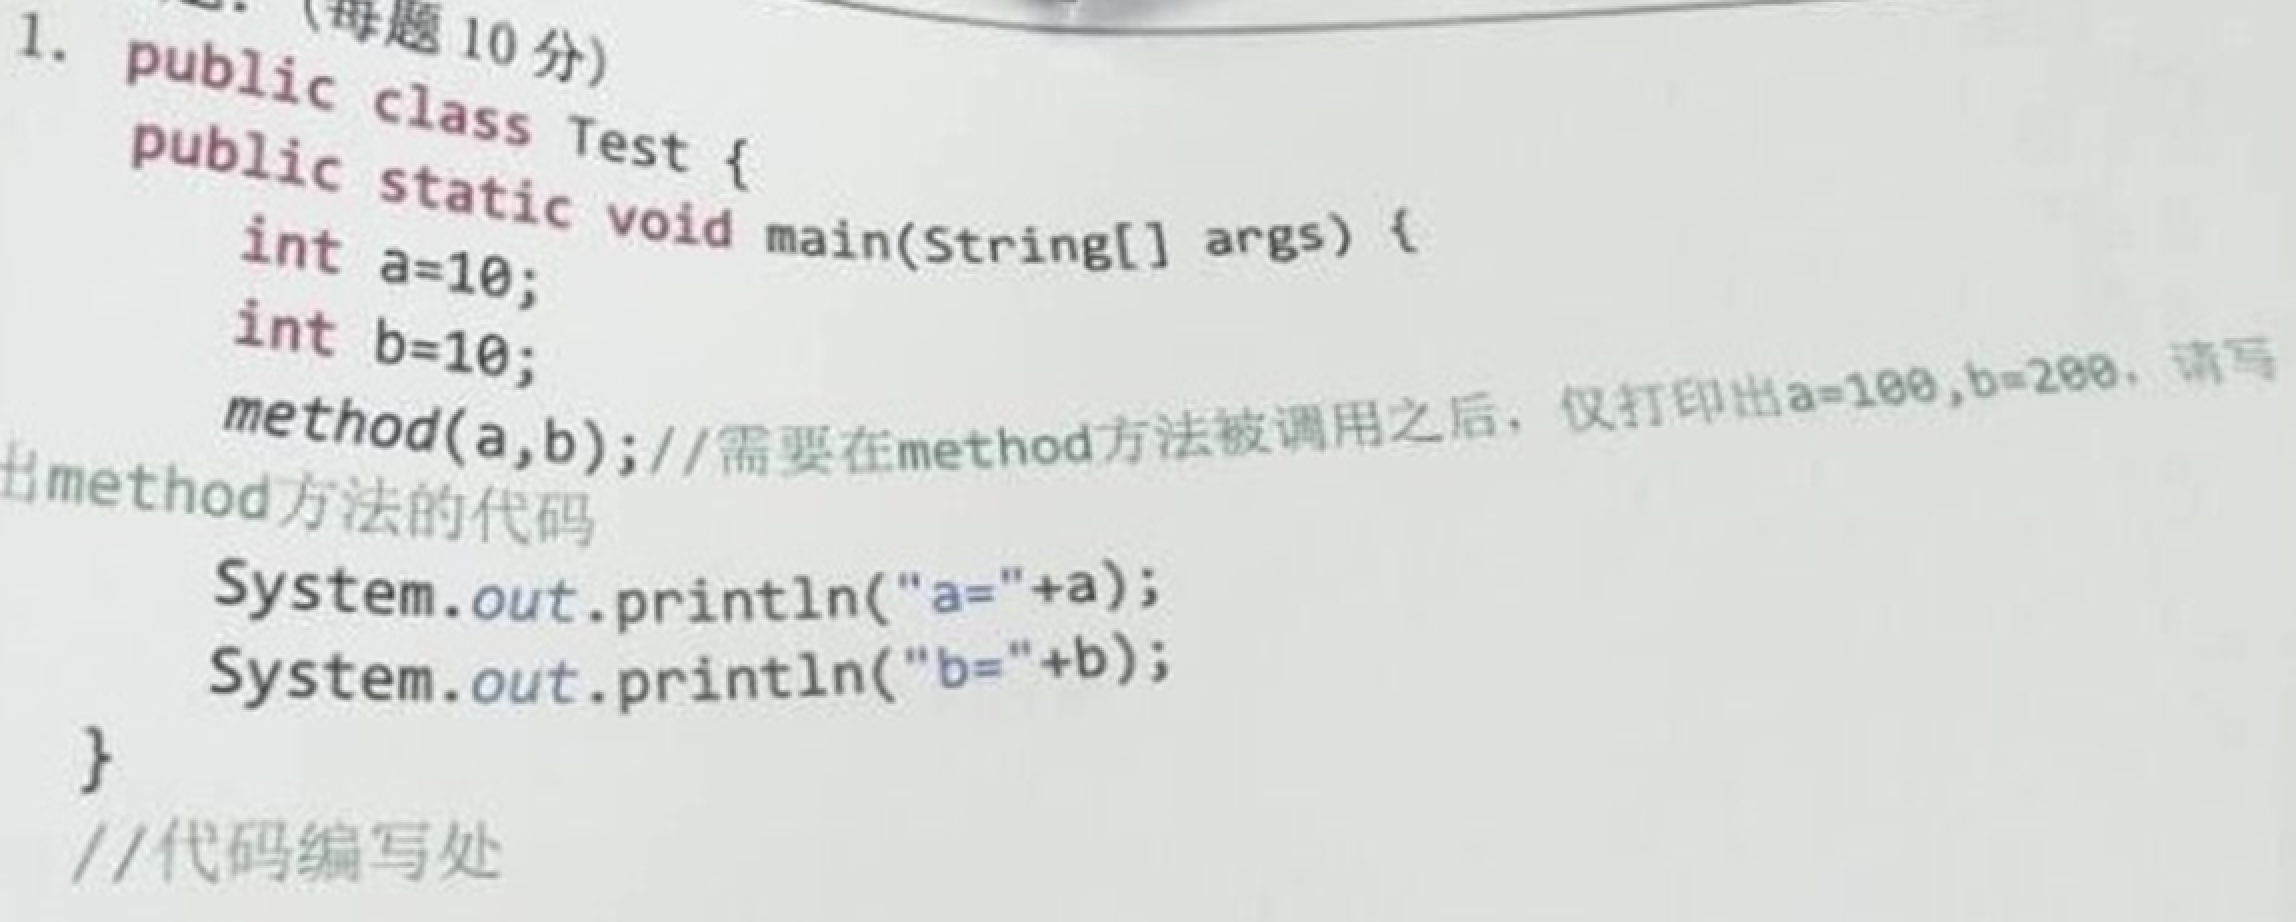 ：（每题 10 分）
1. public class Test {
public static void main(String[] args) {
int a=10;
int b=10;
method(a,b);//需要在method方法被调用之后，仅打印出a=100,b=200，请写
出method方法的代码
System.out.println("a="+a);
System.out.println("b="+b);
}
//代码编写处